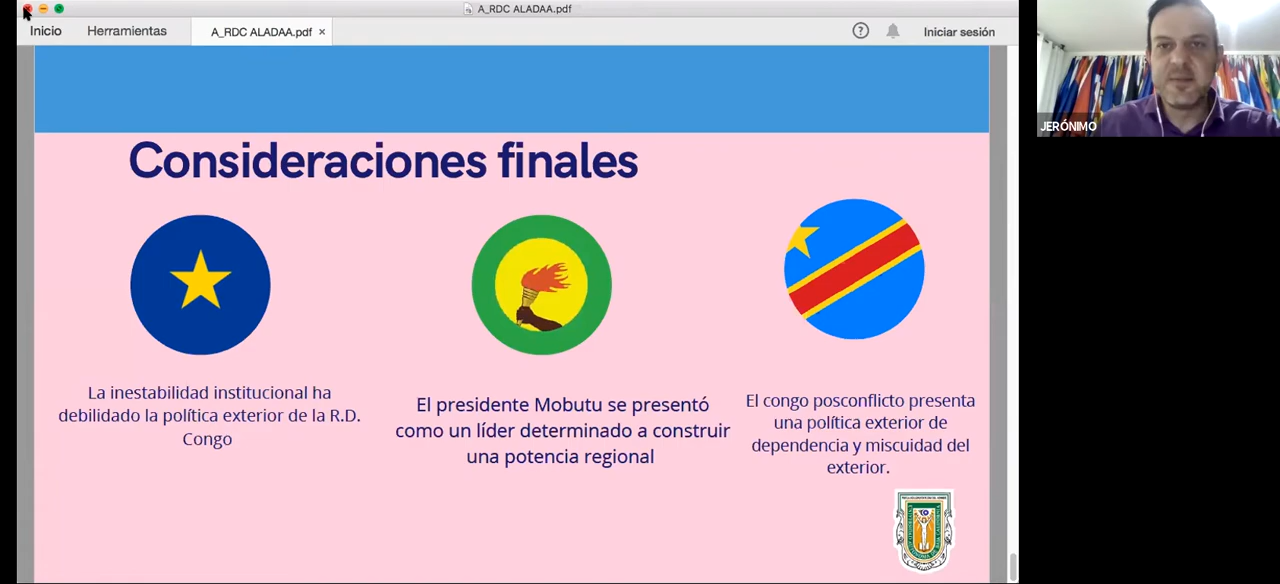 A_RDC ALADAA.pdf
Inicio Herramientas A_RDC ALADAA.pdf × ? Iniciar sesión
JERÓNIMO
Consideraciones finales
La inestabilidad institucional ha
debilidado la política exterior de la R.D.
Congo
El presidente Mobutu se presentó
como un líder determinado a construir
una potencia regional
El congo posconflicto presenta
una política exterior de
dependencia y miscuidad del
exterior.